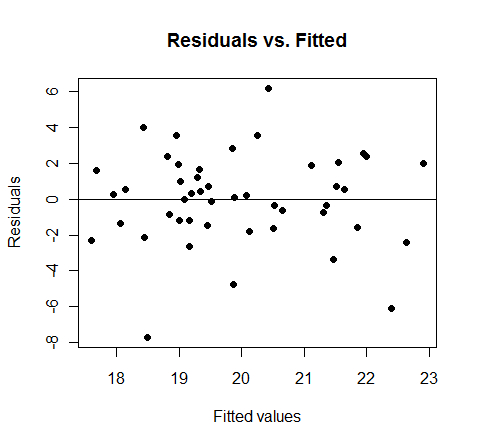 Residuals vs. Fitted
6
4
2
0
-2
-4
-6
-8
Residuals
18 19 20 21 22 23
Fitted values